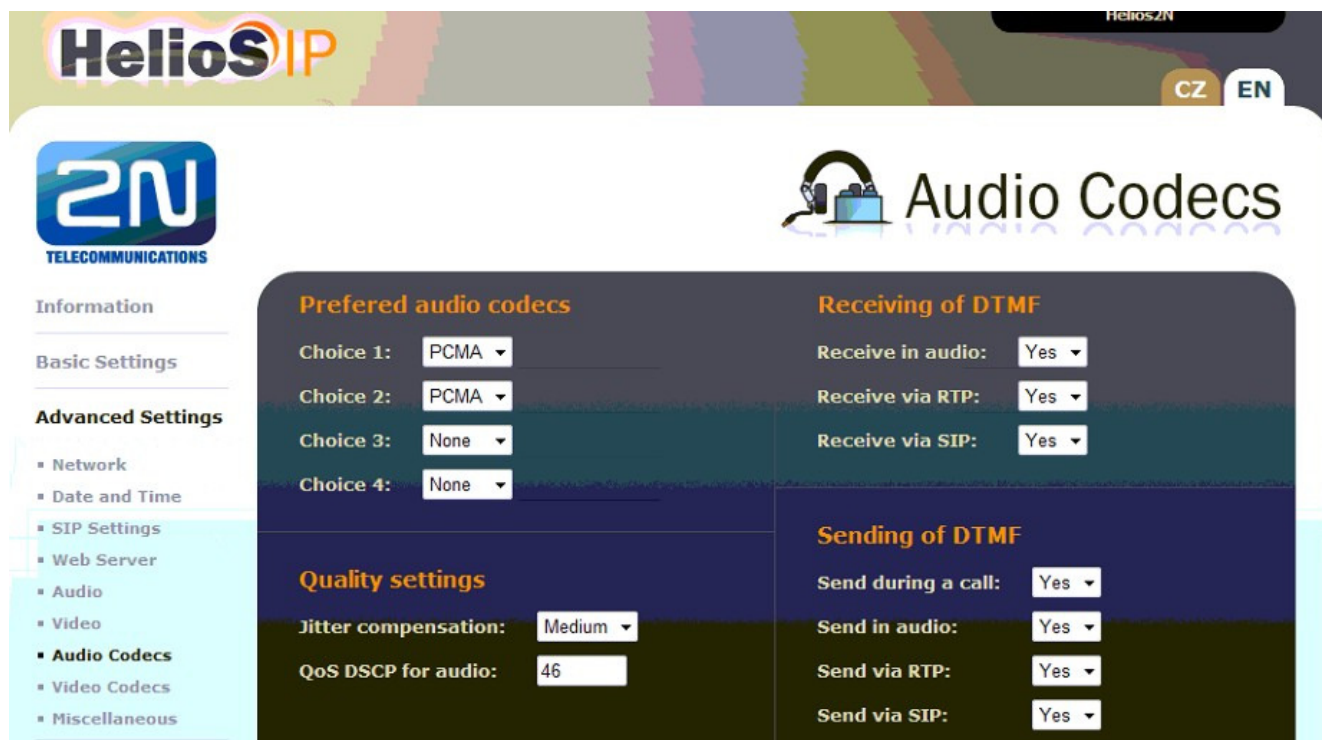 Helios2N
HelioSIP
CZ EN
2N
TELECOMMUNICATIONS
Audio Codecs
Information
Basic Settings
Advanced Settings
Network
Date and Time
SIP Settings
Web Server
Audio
Video
Audio Codecs
Video Codecs
Miscellaneous
Prefered audio codecs
Choice 1: PCMA
Choice 2: PCMA
Choice 3: None
Choice 4: None
Quality settings
Jitter compensation: Medium
QoS DSCP for audio: 46
Receiving of DTMF
Receive in audio: Yes
Receive via RTP: Yes
Receive via SIP: Yes
Sending of DTMF
Send during a call: Yes
Send in audio: Yes
Send via RTP: Yes
Send via SIP: Yes